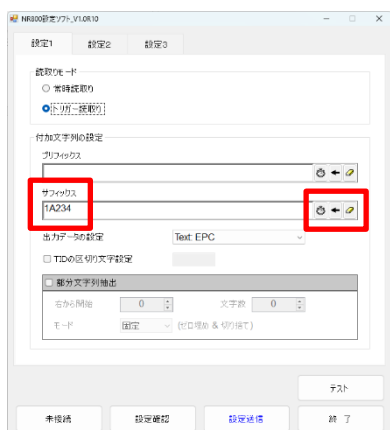 NR800設定ソフト_V1.0R10
設定1 設定2 設定3
読取りモード
常時読取り
トリガー読取り
付加文字列の設定
プリフィックス
サフィックス
1A234
出力データの設定 Text: EPC
TIDの区切り文字設定
部分文字列抽出
右から開始 0 文字数 0
モード 固定 (ゼロ埋め & 切り捨て)
テスト
未接続 設定確認 設定送信 終 了